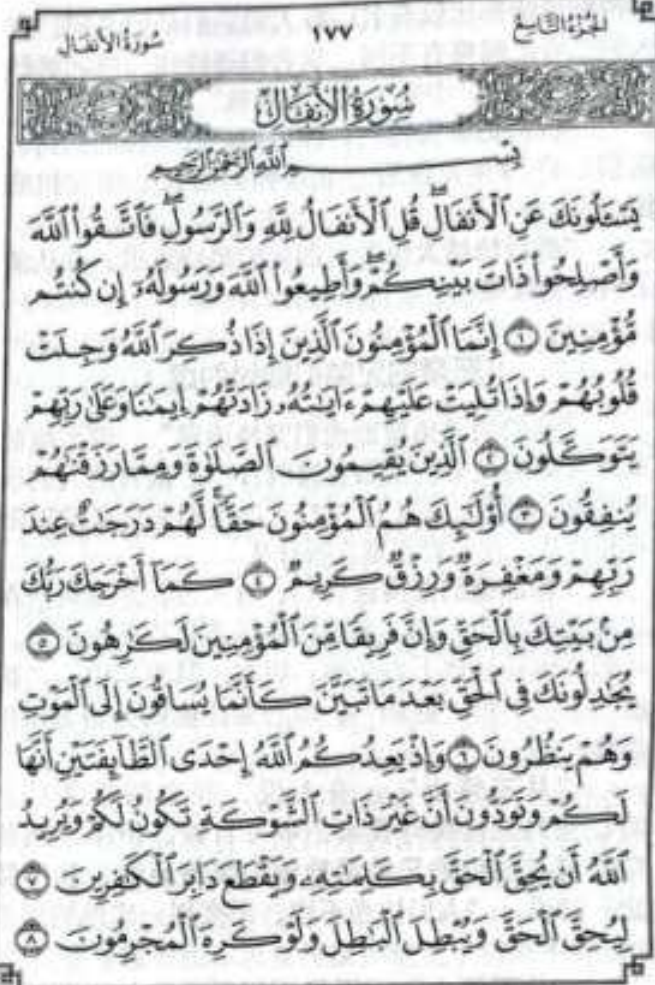 الجزء التاسع
١٧٧
سورة الأنفال
سُورَةُ الأَنفَالِ
بِسْمِ اللَّهِ الرَّحْمَٰنِ الرَّحِيمِ
يَسْـَٔلُونَكَ عَنِ ٱلْأَنفَالِۖ قُلِ ٱلْأَنفَالُ لِلَّهِ وَٱلرَّسُولِۖ فَٱتَّقُوا۟ ٱللَّهَ
وَأَصْلِحُوا۟ ذَاتَ بَيْنِكُمْۖ وَأَطِيعُوا۟ ٱللَّهَ وَرَسُولَهُۥٓ إِن كُنتُم
مُّؤْمِنِينَ ١ إِنَّمَا ٱلْمُؤْمِنُونَ ٱلَّذِينَ إِذَا ذُكِرَ ٱللَّهُ وَجِلَتْ
قُلُوبُهُمْ وَإِذَا تُلِيَتْ عَلَيْهِمْ ءَايَٰتُهُۥ زَادَتْهُمْ إِيمَٰنًا وَعَلَىٰ رَبِّهِمْ
يَتَوَكَّلُونَ ٢ ٱلَّذِينَ يُقِيمُونَ ٱلصَّلَوٰةَ وَمِمَّا رَزَقْنَٰهُمْ
يُنفِقُونَ ٣ أُو۟لَٰٓئِكَ هُمُ ٱلْمُؤْمِنُونَ حَقًّاۚ لَّهُمْ دَرَجَٰتٌ عِندَ
رَبِّهِمْ وَمَغْفِرَةٌ وَرِزْقٌ كَرِيمٌ ٤ كَمَآ أَخْرَجَكَ رَبُّكَ
مِنۢ بَيْتِكَ بِٱلْحَقِّ وَإِنَّ فَرِيقًا مِّنَ ٱلْمُؤْمِنِينَ لَكَٰرِهُونَ ٥
يُجَٰدِلُونَكَ فِى ٱلْحَقِّ بَعْدَ مَا تَبَيَّنَ كَأَنَّمَا يُسَاقُونَ إِلَى ٱلْمَوْتِ
وَهُمْ يَنظُرُونَ ٦ وَإِذْ يَعِدُكُمُ ٱللَّهُ إِحْدَى ٱلطَّآئِفَتَيْنِ أَنَّهَا
لَكُمْ وَتَوَدُّونَ أَنَّ غَيْرَ ذَاتِ ٱلشَّوْكَةِ تَكُونُ لَكُمْ وَيُرِيدُ
ٱللَّهُ أَن يُحِقَّ ٱلْحَقَّ بِكَلِمَٰتِهِۦ وَيَقْطَعَ دَابِرَ ٱلْكَٰفِرِينَ ٧
لِيُحِقَّ ٱلْحَقَّ وَيُبْطِلَ ٱلْبَٰطِلَ وَلَوْ كَرِهَ ٱلْمُجْرِمُونَ ٨